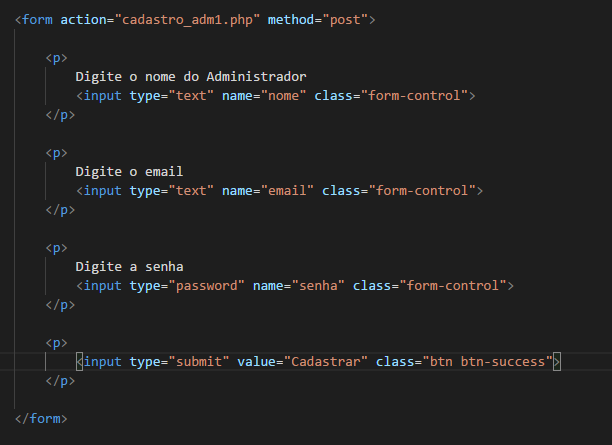 <form action="cadastro_adm1.php" method="post">
<p>
Digite o nome do Administrador
<input type="text" name="nome" class="form-control">
</p>
<p>
Digite o email
<input type="text" name="email" class="form-control">
</p>
<p>
Digite a senha
<input type="password" name="senha" class="form-control">
</p>
<p>
<input type="submit" value="Cadastrar" class="btn btn-success">
</p>
</form>